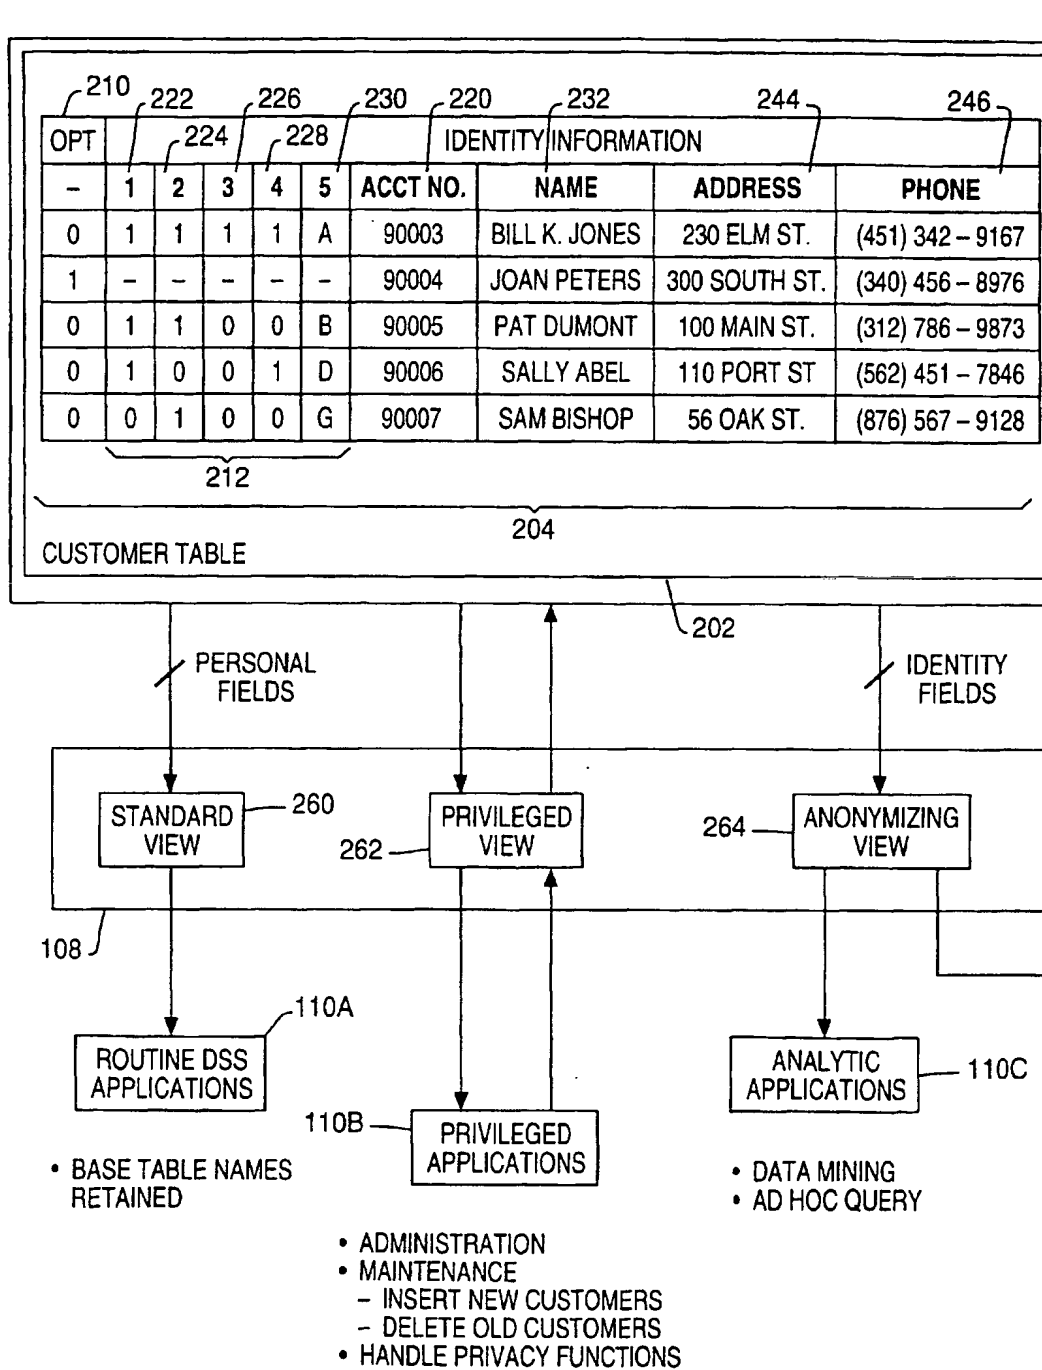 210
222
226
230
220
232
244
246
OPT
224
228
IDENTITY INFORMATION
– 1 2 3 4 5 ACCT NO. NAME ADDRESS PHONE
0 1 1 1 1 A 90003 BILL K. JONES 230 ELM ST. (451) 342 – 9167
1 – – – – – 90004 JOAN PETERS 300 SOUTH ST. (340) 456 – 8976
0 1 1 0 0 B 90005 PAT DUMONT 100 MAIN ST. (312) 786 – 9873
0 1 0 0 1 D 90006 SALLY ABEL 110 PORT ST (562) 451 – 7846
0 0 1 0 0 G 90007 SAM BISHOP 56 OAK ST. (876) 567 – 9128
212
204
CUSTOMER TABLE
202
PERSONAL
FIELDS
IDENTITY
FIELDS
STANDARD
VIEW
260
PRIVILEGED
VIEW
262
ANONYMIZING
VIEW
264
108
110A
ROUTINE DSS
APPLICATIONS
110B
PRIVILEGED
APPLICATIONS
ANALYTIC
APPLICATIONS
110C
• BASE TABLE NAMES
RETAINED
• DATA MINING
• AD HOC QUERY
• ADMINISTRATION
• MAINTENANCE
– INSERT NEW CUSTOMERS
– DELETE OLD CUSTOMERS
• HANDLE PRIVACY FUNCTIONS